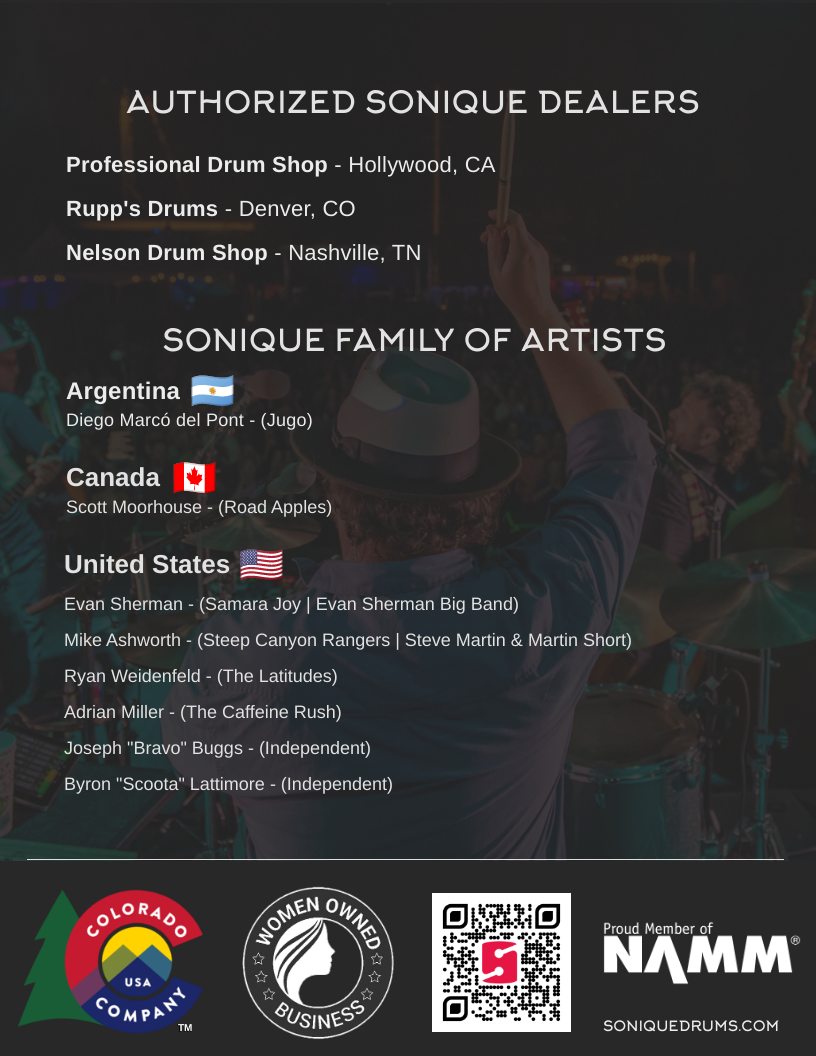 AUTHORIZED SONIQUE DEALERS
Professional Drum Shop - Hollywood, CA
Rupp's Drums - Denver, CO
Nelson Drum Shop - Nashville, TN
SONIQUE FAMILY OF ARTISTS
Argentina
Diego Marcó del Pont - (Jugo)
Canada
Scott Moorhouse - (Road Apples)
United States
Evan Sherman - (Samara Joy | Evan Sherman Big Band)
Mike Ashworth - (Steep Canyon Rangers | Steve Martin & Martin Short)
Ryan Weidenfeld - (The Latitudes)
Adrian Miller - (The Caffeine Rush)
Joseph "Bravo" Buggs - (Independent)
Byron "Scoota" Lattimore - (Independent)
COLORADO
USA
COMPANY
TM
WOMEN OWNED
BUSINESS
Proud Member of
NAMM®
SONIQUEDRUMS.COM